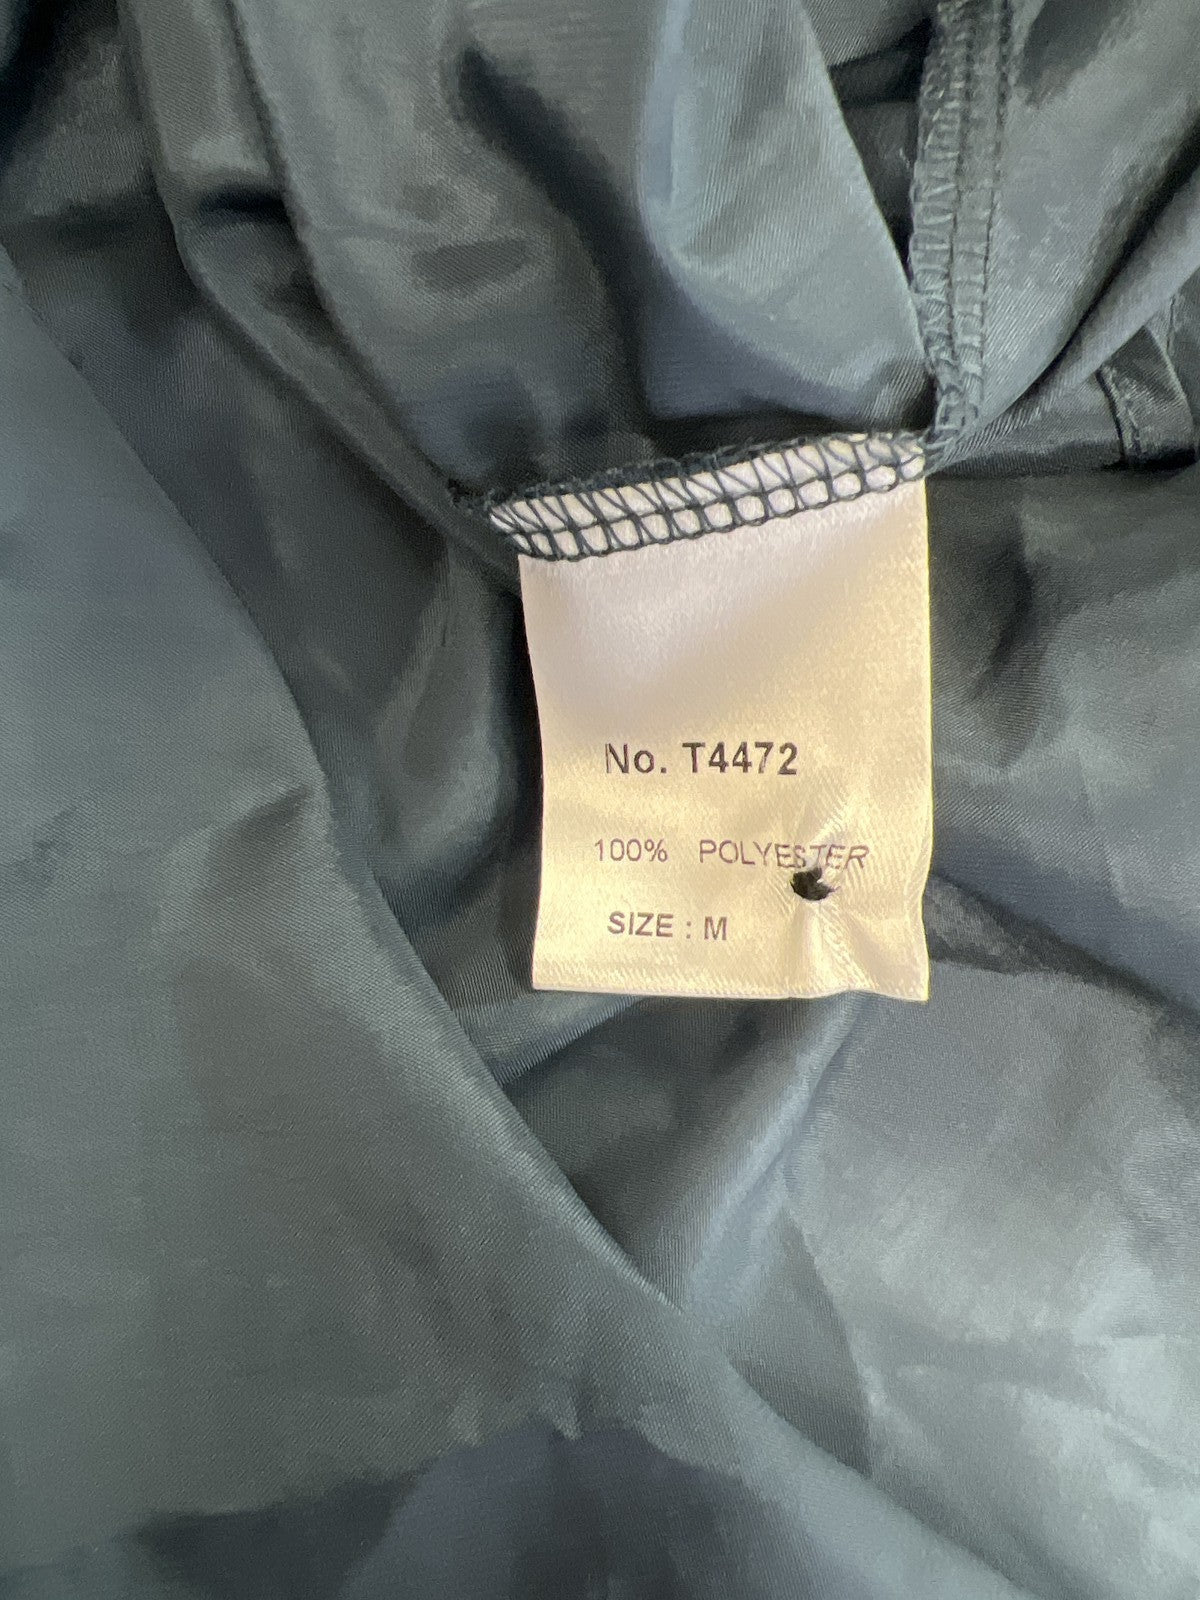 No. T4472
100% POLYESTER
SIZE : M